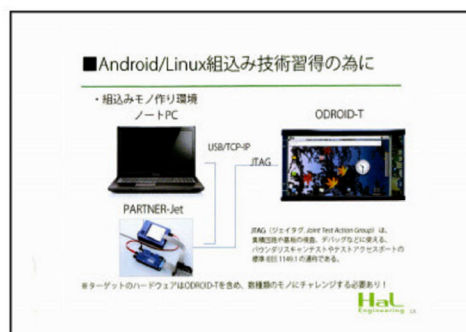 ■Android/Linux組込み技術習得の為に
・組込みモノ作り環境
ノートPC
ODROID-T
USB/TCP-IP
JTAG
PARTNER-Jet
JTAG（ジェイタグ、Joint Test Action Group）は、
集積回路や基板の検査、デバッグなどに使える、
バウンダリスキャンテストやテストアクセスポートの
標準 IEEE 1149.1 の通称である。
※ターゲットのハードウェアはODROID-Tを含め、数種類のモノにチャレンジする必要あり！
HaL
Engineering